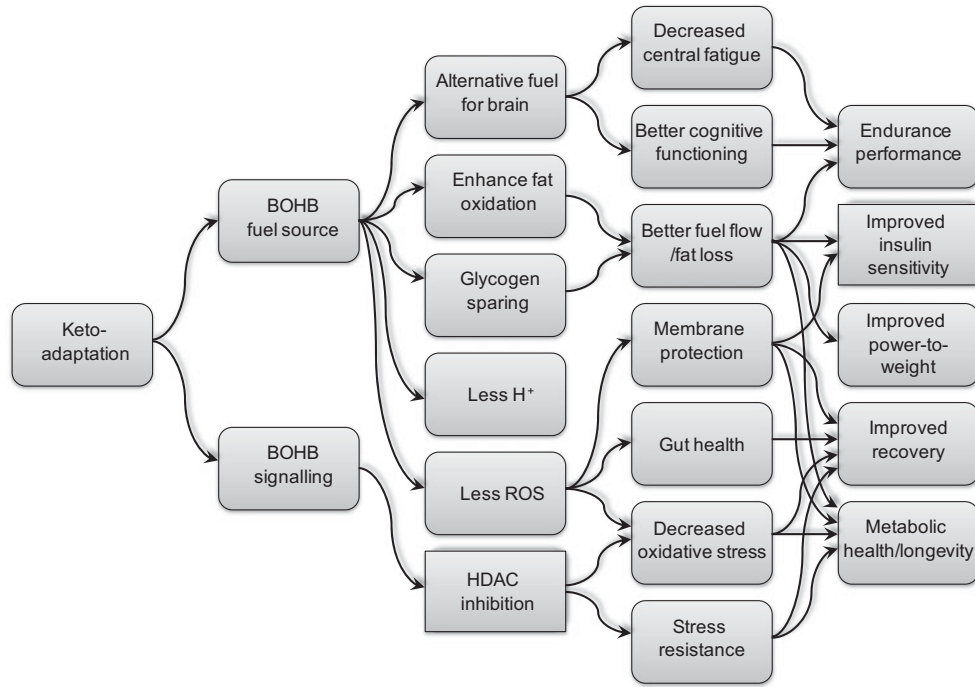 Keto-
adaptation
BOHB
fuel source
BOHB
signalling
Alternative fuel
for brain
Enhance fat
oxidation
Glycogen
sparing
Less H⁺
Less ROS
HDAC
inhibition
Decreased
central fatigue
Better cognitive
functioning
Better fuel flow
/fat loss
Membrane
protection
Gut health
Decreased
oxidative stress
Stress
resistance
Endurance
performance
Improved
insulin
sensitivity
Improved
power-to-
weight
Improved
recovery
Metabolic
health/longevity